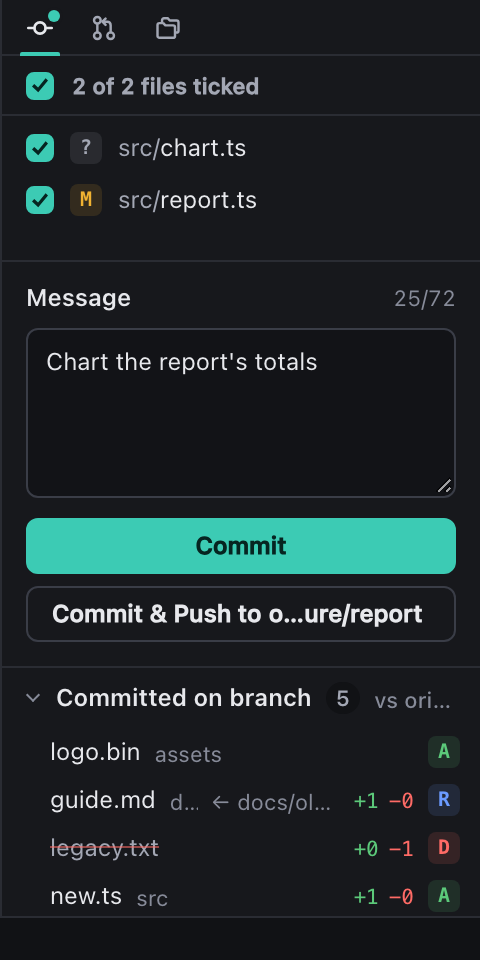 2 of 2 files ticked
? src/chart.ts
M src/report.ts
Message 25/72
Chart the report's totals
Commit
Commit & Push to o...ure/report
Committed on branch 5 vs ori...
logo.bin assets A
guide.md d... ← docs/ol... +1 −0 R
legacy.txt +0 −1 D
new.ts src +1 −0 A